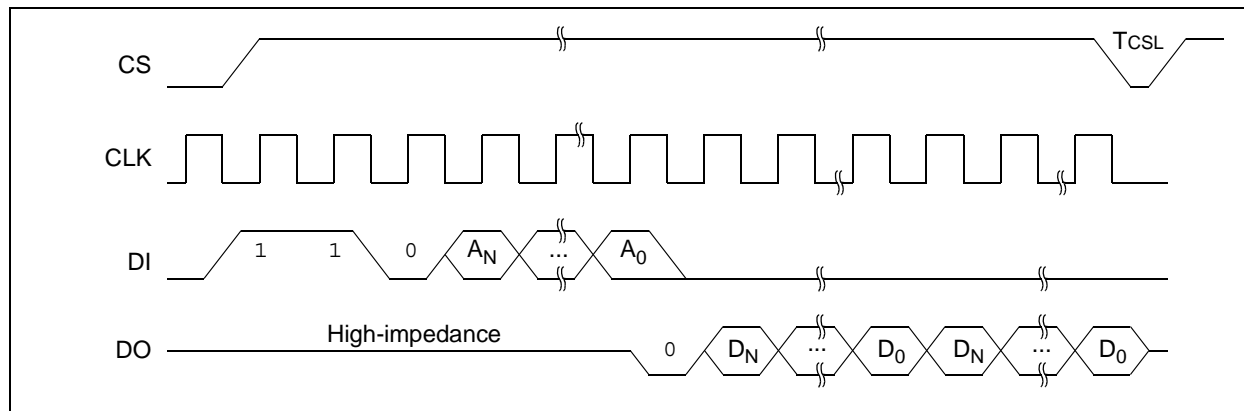 CS
TCSL
CLK
DI
1 1 0 AN ... A0
DO
High-impedance
0 DN ... D0 DN ... D0